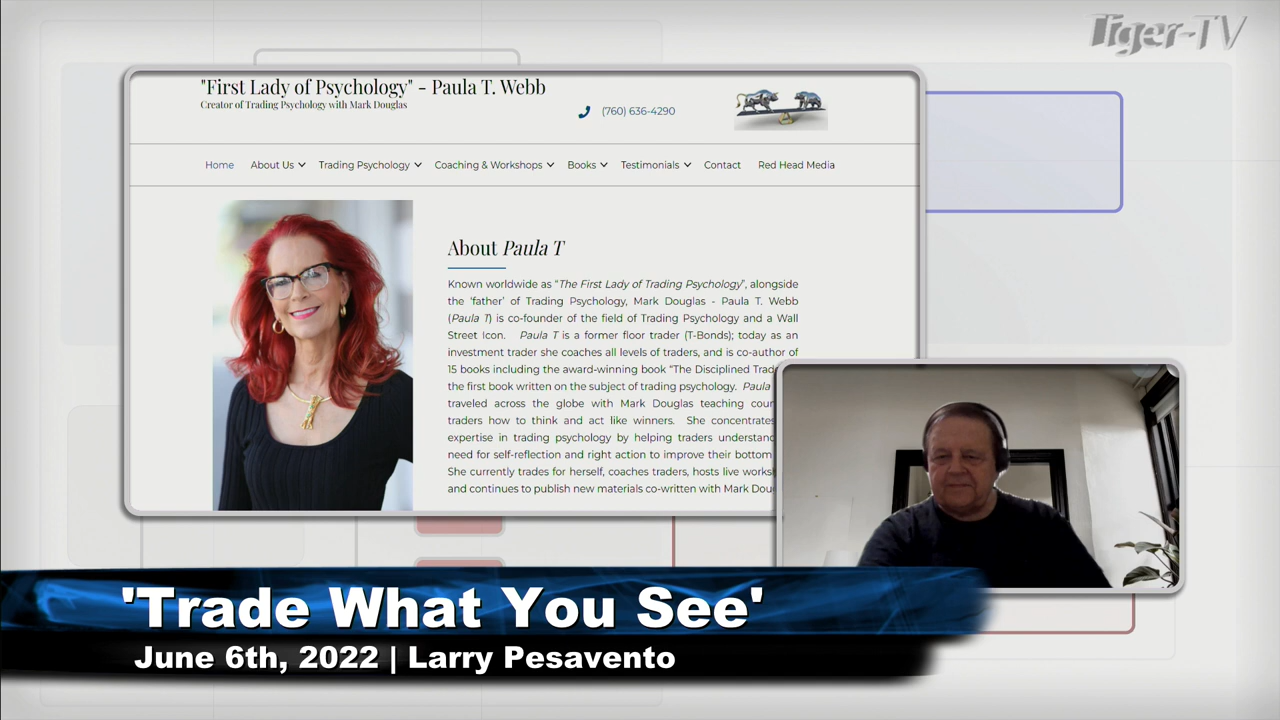 Tiger-TV
"First Lady of Psychology" - Paula T. Webb
Creator of Trading Psychology with Mark Douglas
(760) 636-4290
Home About Us Trading Psychology Coaching & Workshops Books Testimonials Contact Red Head Media
About Paula T
Known worldwide as "The First Lady of Trading Psychology", alongside
the 'father' of Trading Psychology, Mark Douglas - Paula T. Webb
(Paula T) is co-founder of the field of Trading Psychology and a Wall
Street Icon. Paula T is a former floor trader (T-Bonds); today as an
investment trader she coaches all levels of traders, and is co-author of
15 books including the award-winning book "The Disciplined Trad
the first book written on the subject of trading psychology. Paula
traveled across the globe with Mark Douglas teaching cour
traders how to think and act like winners. She concentrates
expertise in trading psychology by helping traders understand
need for self-reflection and right action to improve their bottom
She currently trades for herself, coaches traders, hosts live works
and continues to publish new materials co-written with Mark Doug
'Trade What You See'
June 6th, 2022 | Larry Pesavento